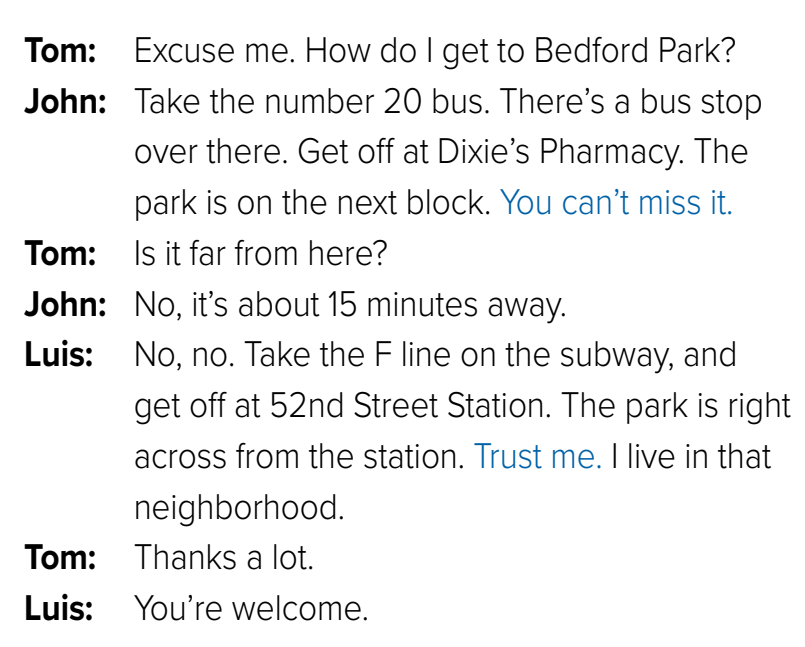 Tom: Excuse me. How do I get to Bedford Park?
John: Take the number 20 bus. There’s a bus stop
over there. Get off at Dixie’s Pharmacy. The
park is on the next block. You can’t miss it.
Tom: Is it far from here?
John: No, it’s about 15 minutes away.
Luis: No, no. Take the F line on the subway, and
get off at 52nd Street Station. The park is right
across from the station. Trust me. I live in that
neighborhood.
Tom: Thanks a lot.
Luis: You’re welcome.